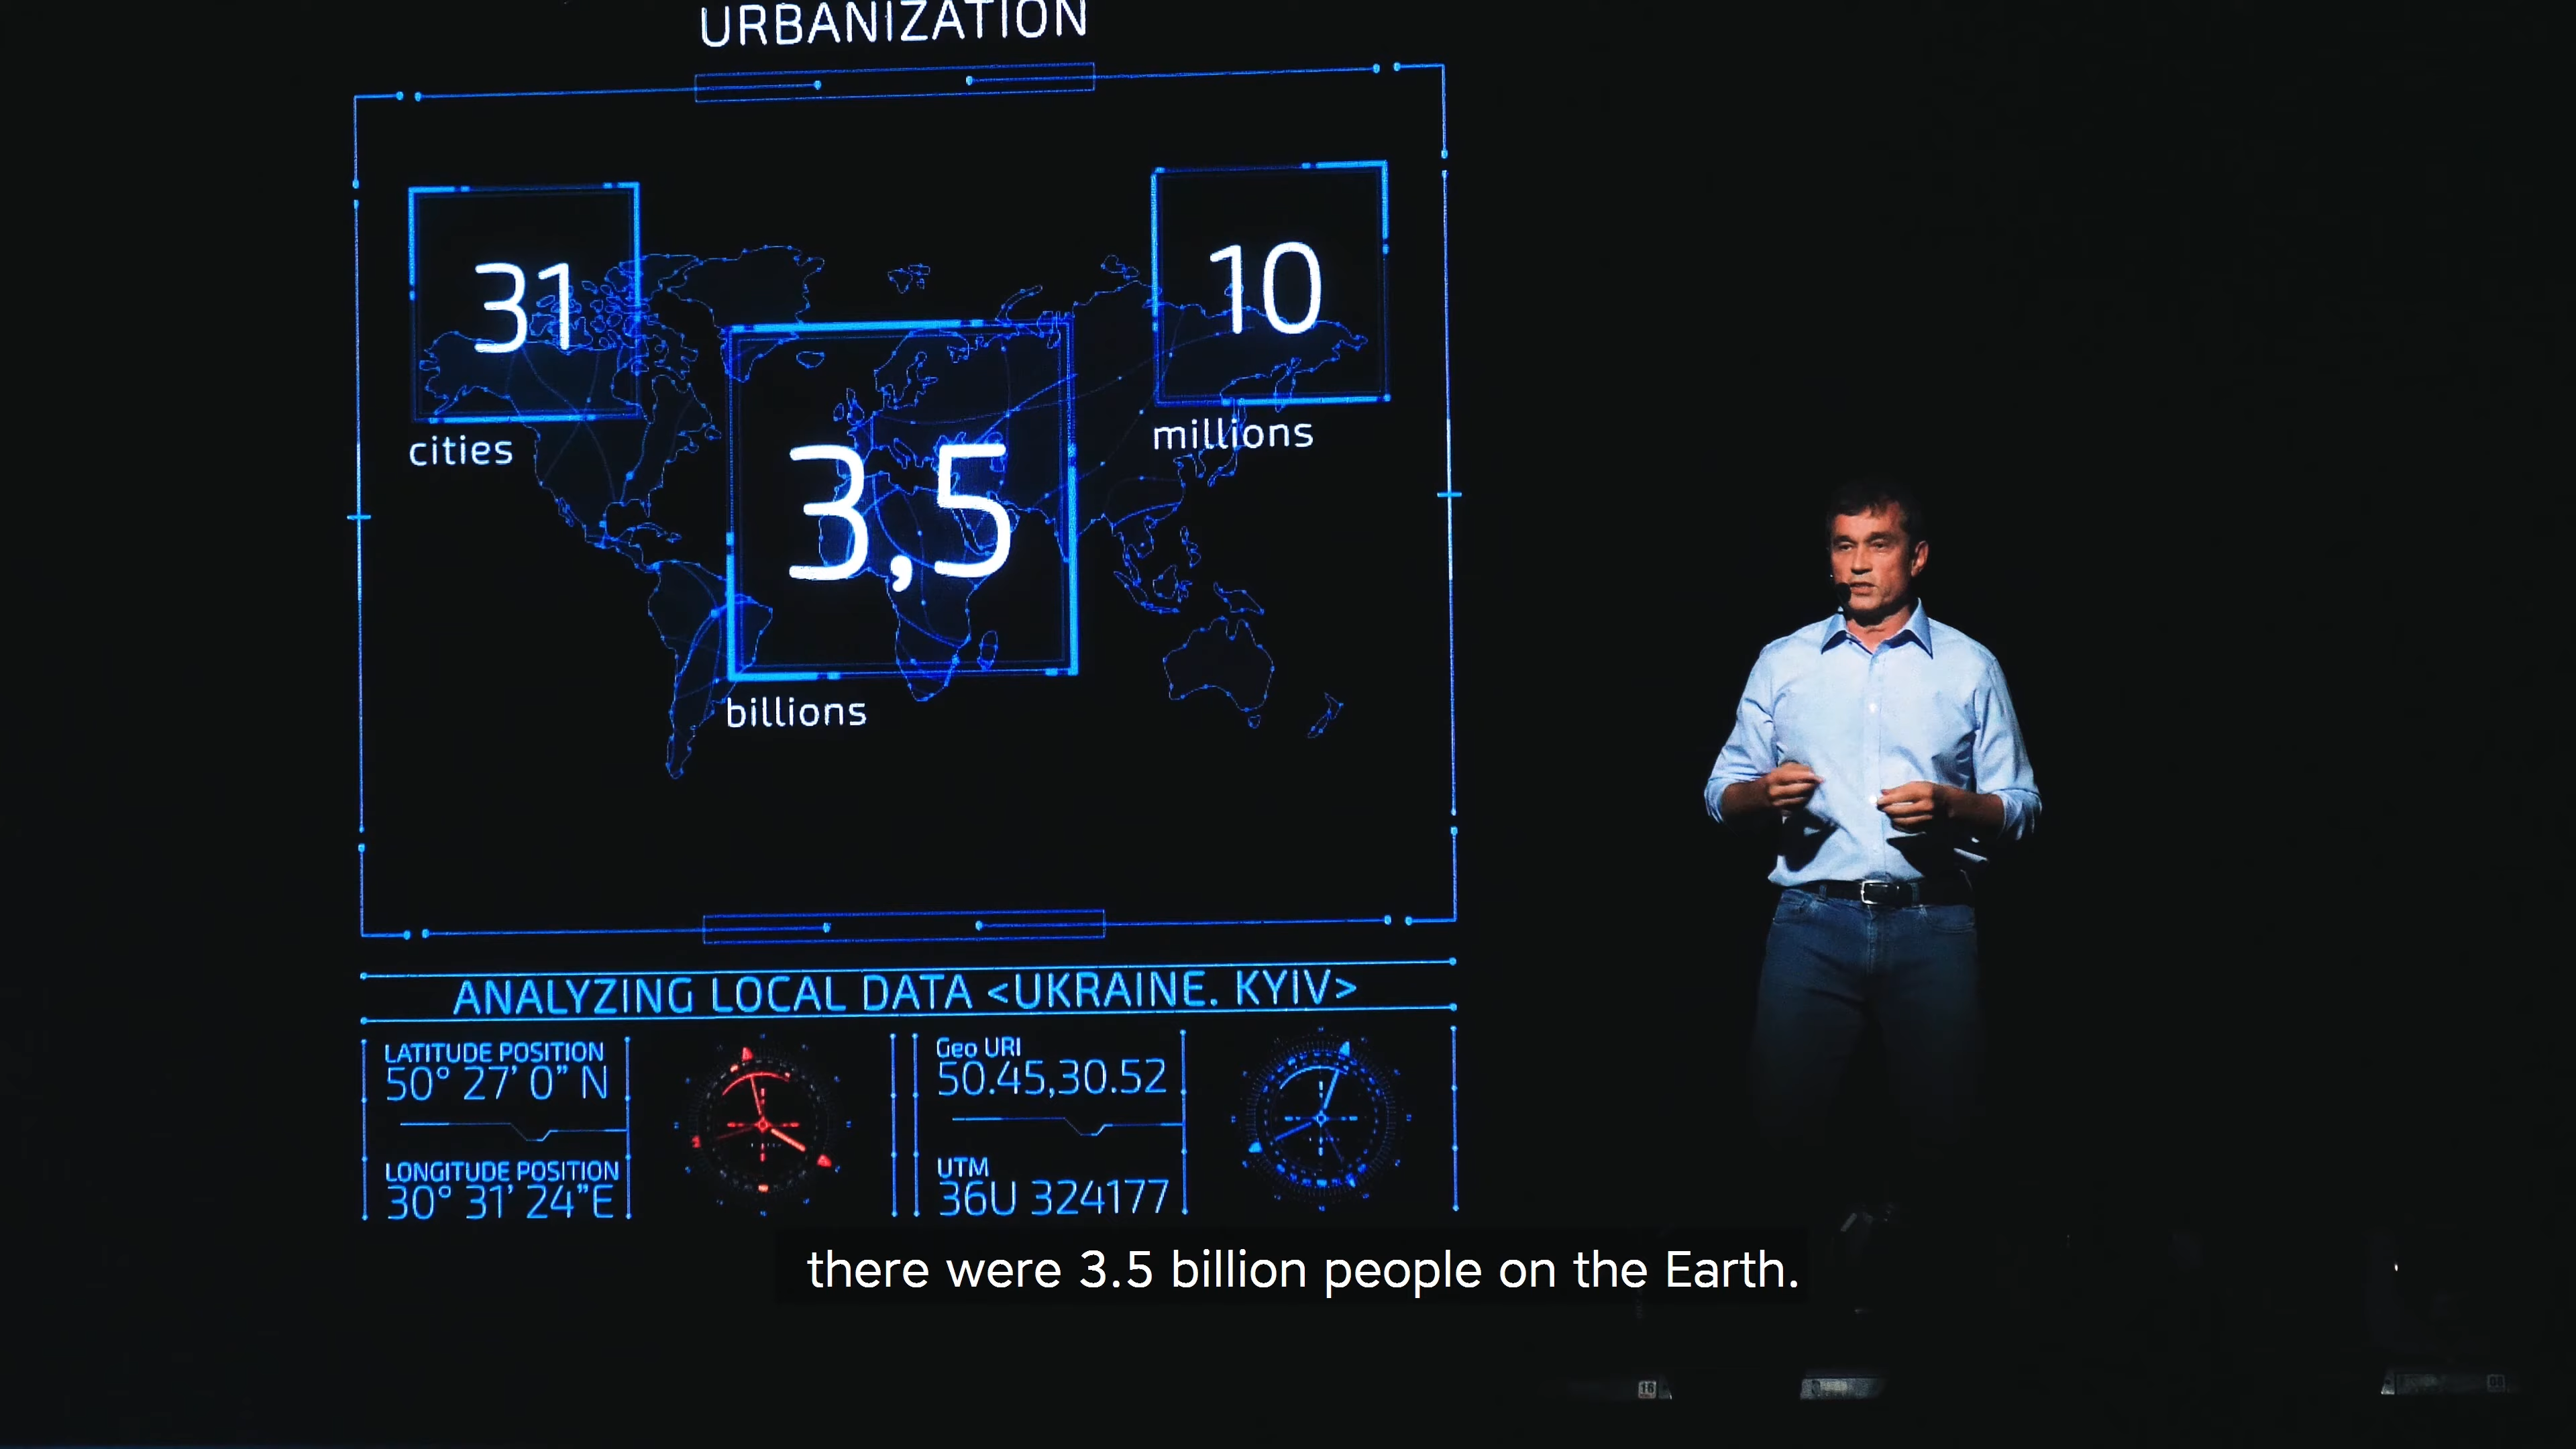 URBANIZATION
31
cities
10
millions
3,5
billions
ANALYZING LOCAL DATA <UKRAINE. KYIV>
LATITUDE POSITION
50° 27' 0” N
LONGITUDE POSITION
30° 31' 24”E
Geo URI
50.45,30.52
UTM
36U 324177
there were 3.5 billion people on the Earth.
18